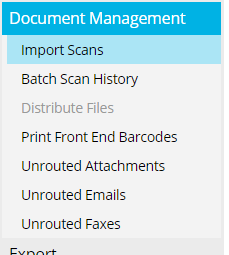 Document Management
Import Scans
Batch Scan History
Distribute Files
Print Front End Barcodes
Unrouted Attachments
Unrouted Emails
Unrouted Faxes
Export